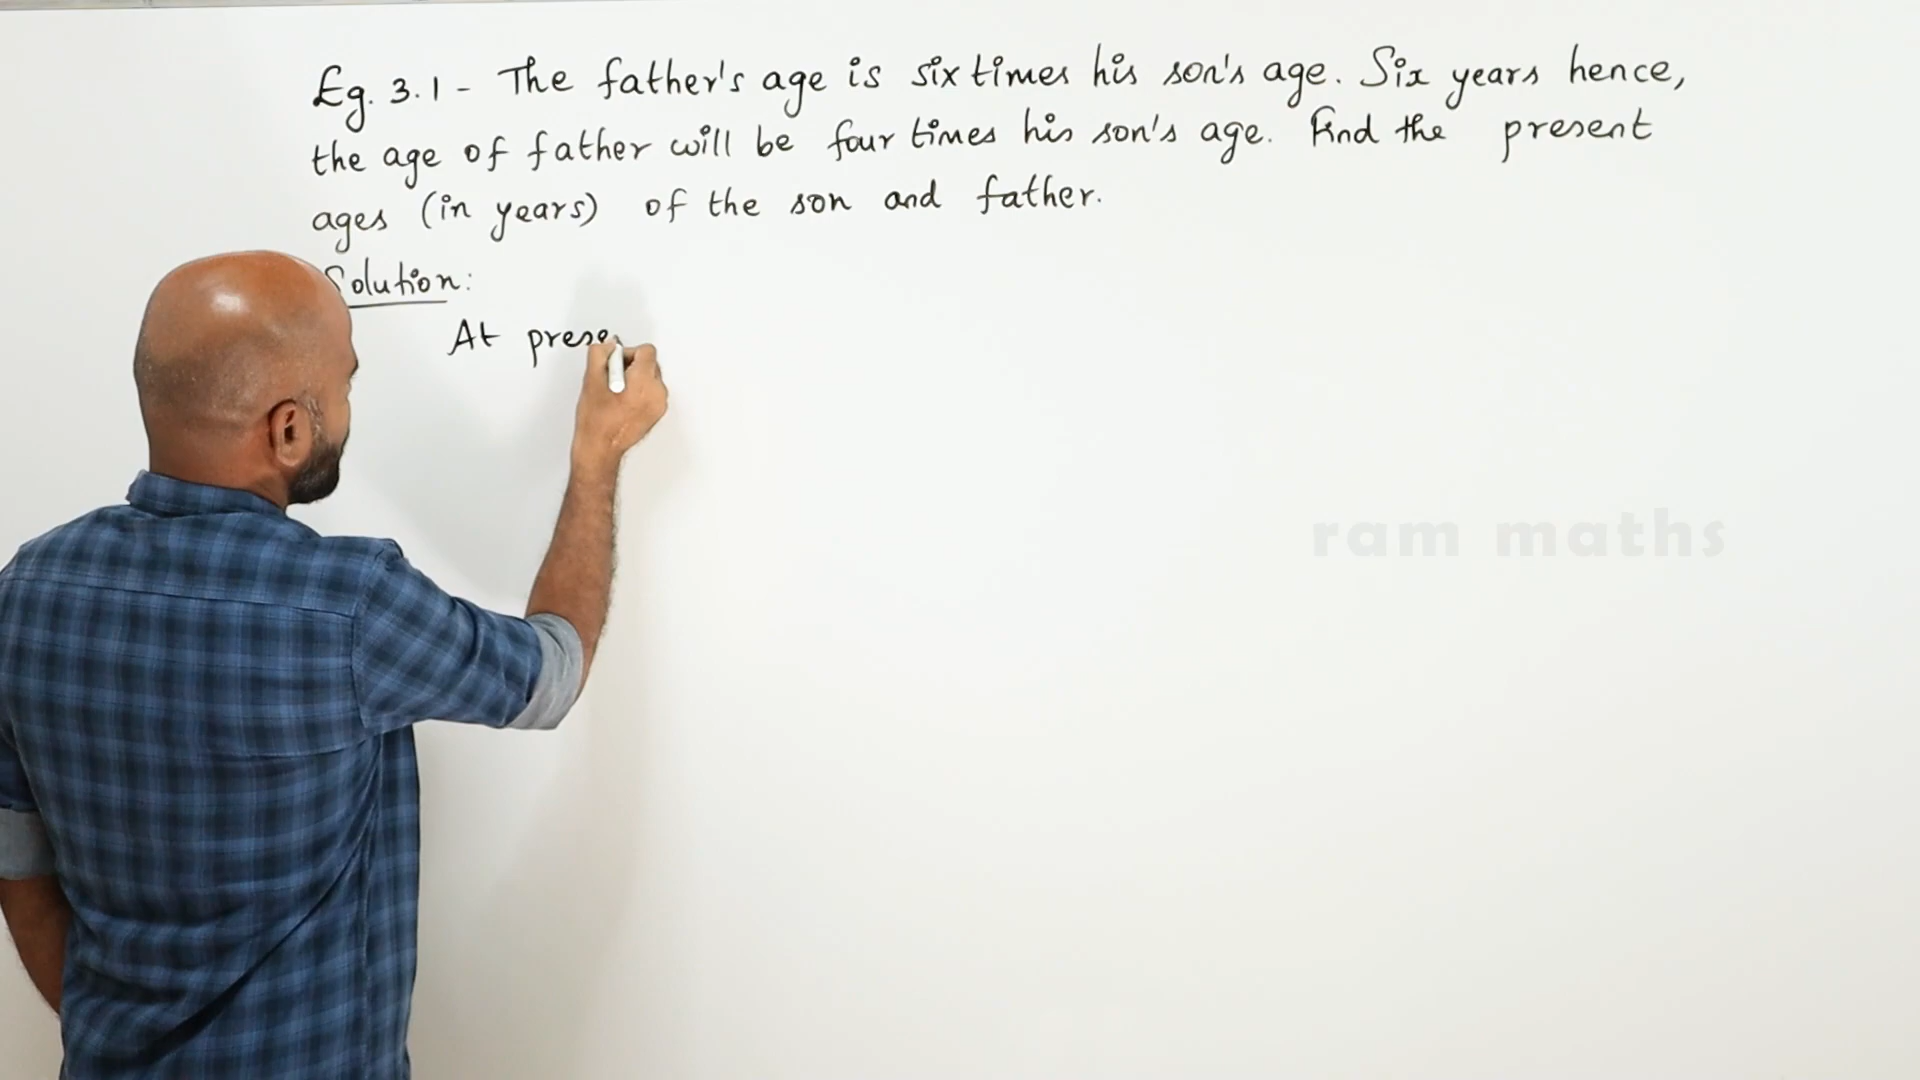 Eg. 3.1 - The father's age is six times his son's age. Six years hence,
the age of father will be four times his son's age. Find the present
ages (in years) of the son and father.
Solution:
At prese
ram maths